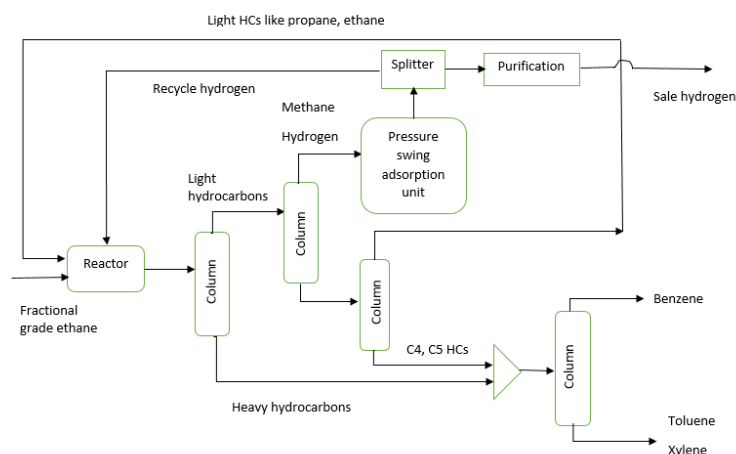 Light HCs like propane, ethane
Splitter
Purification
Recycle hydrogen
Sale hydrogen
Methane
Hydrogen
Pressure
swing
adsorption
unit
Light
hydrocarbons
Column
Column
Reactor
Column
Fractional
grade ethane
Benzene
C4, C5 HCs
Column
Heavy hydrocarbons
Toluene
Xylene